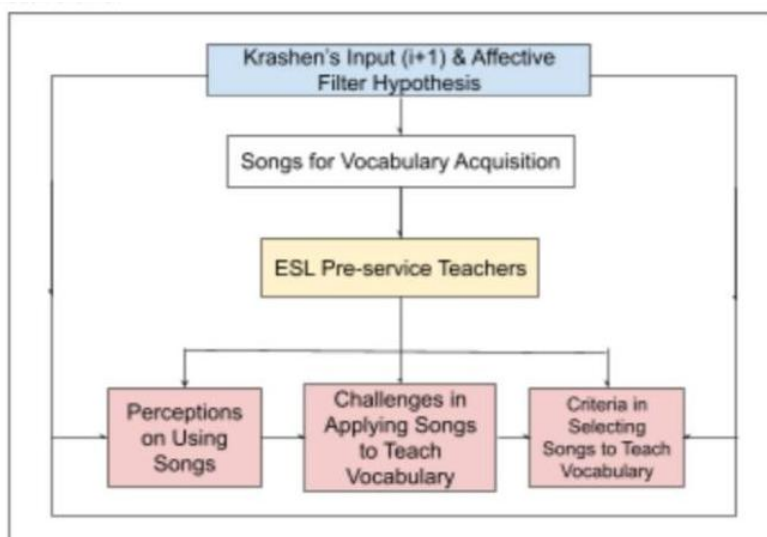 Krashen's Input (i+1) & Affective
Filter Hypothesis
Songs for Vocabulary Acquisition
ESL Pre-service Teachers
Perceptions
on Using
Songs
Challenges in
Applying Songs
to Teach
Vocabulary
Criteria in
Selecting
Songs to Teach
Vocabulary